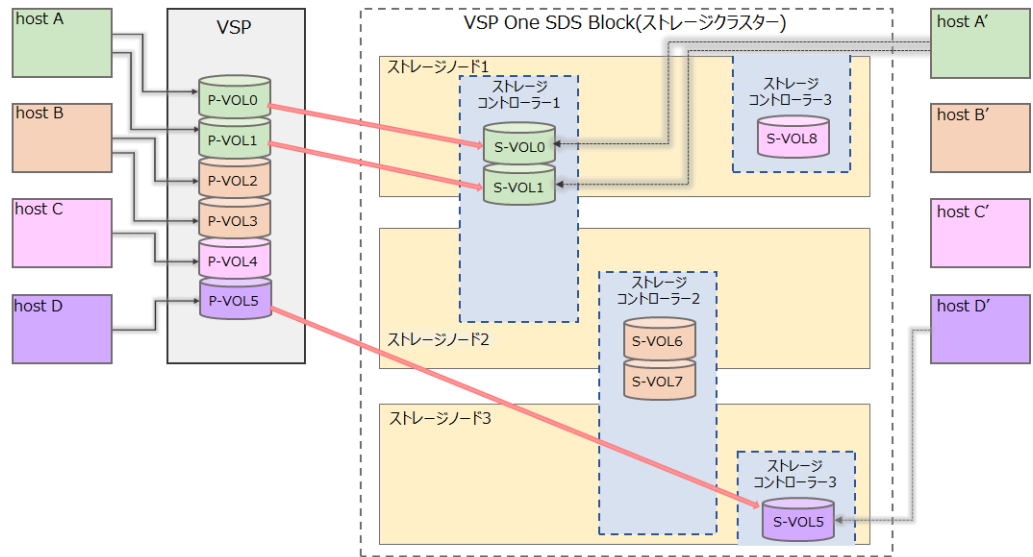 host A
VSP
VSP One SDS Block(ストレージクラスター)
host A’
P-VOL0
P-VOL1
host B
P-VOL2
P-VOL3
host C
P-VOL4
host D
P-VOL5
ストレージノード1
ストレージ
コントローラー1
S-VOL0
S-VOL1
ストレージ
コントローラー3
S-VOL8
ストレージノード2
ストレージ
コントローラー2
S-VOL6
S-VOL7
ストレージノード3
ストレージ
コントローラー3
S-VOL5
host B’
host C’
host D’